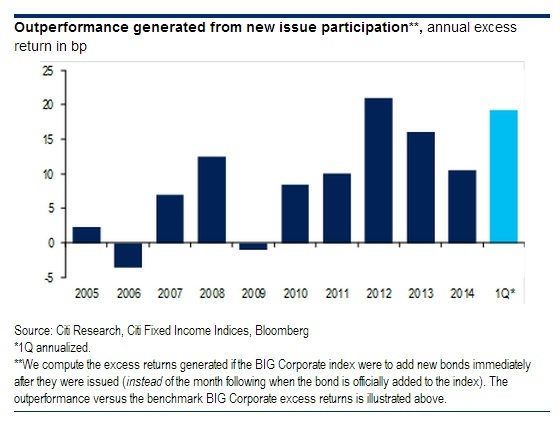 Outperformance generated from new issue participation**, annual excess
return in bp
25
20
15
10
5
0
-5
2005 2006 2007 2008 2009 2010 2011 2012 2013 2014 1Q*
Source: Citi Research, Citi Fixed Income Indices, Bloomberg
*1Q annualized.
**We compute the excess returns generated if the BIG Corporate index were to add new bonds immediately
after they were issued (instead of the month following when the bond is officially added to the index). The
outperformance versus the benchmark BIG Corporate excess returns is illustrated above.